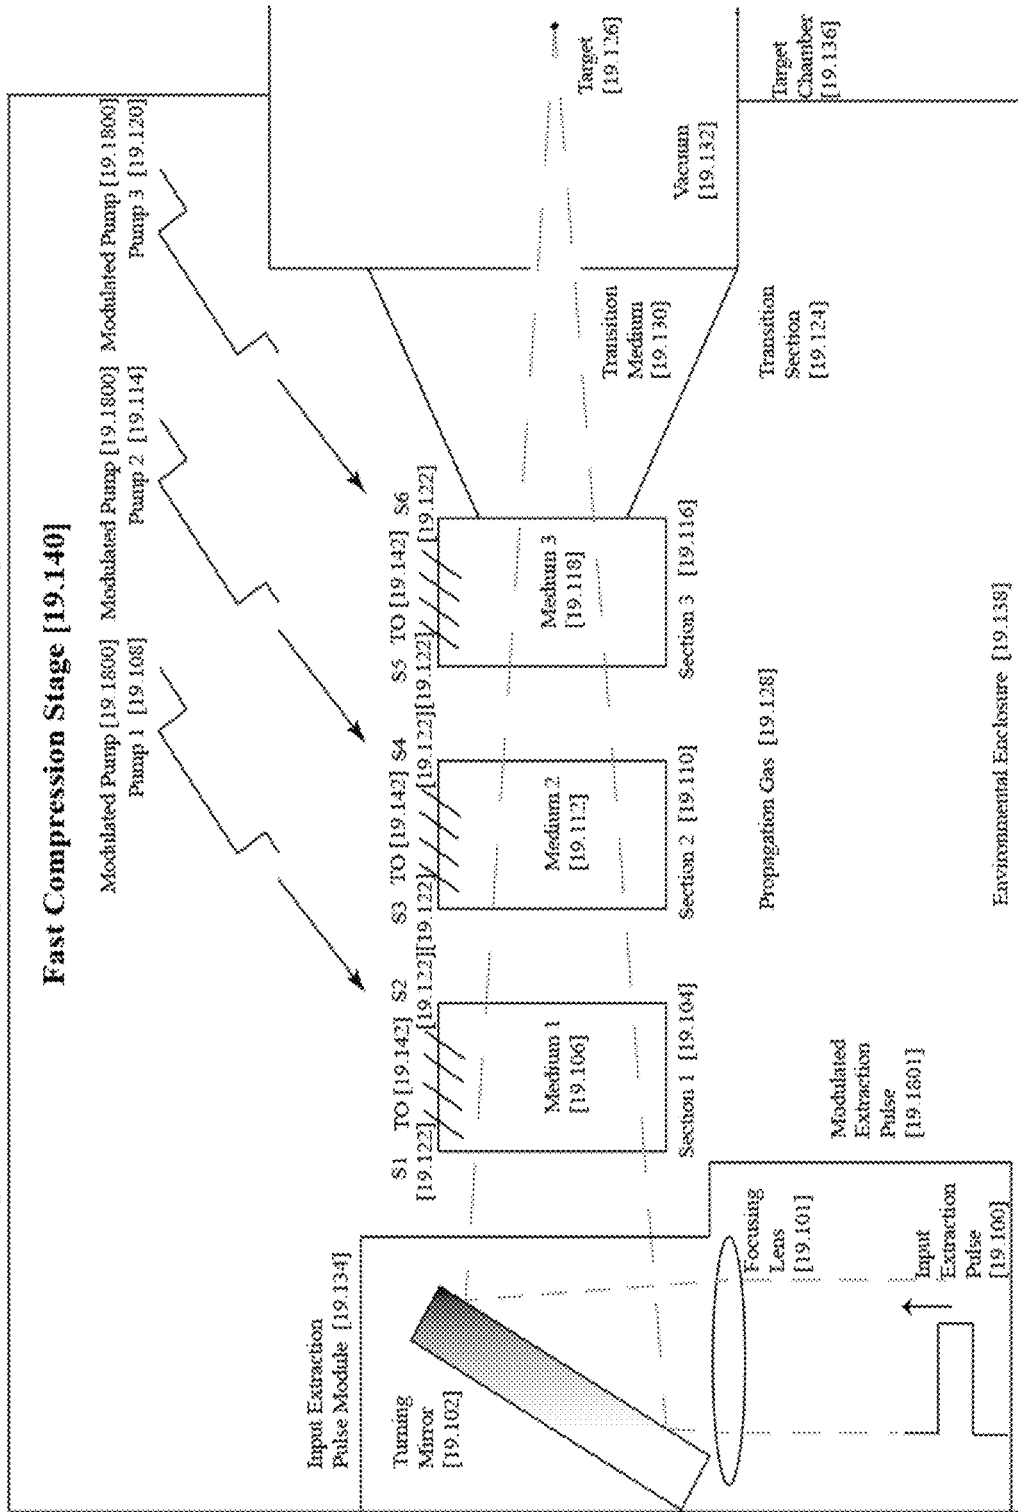 Fast Compression Stage [19.140]
Modulated Pump [19.1800]
Pump 1 [19.108]
Modulated Pump [19.1800]
Pump 2 [19.114]
Modulated Pump [19.1800]
Pump 3 [19.120]
Input Extraction
Pulse Module [19.134]
Turning
Mirror
[19.102]
S1 TO [19.142] S2
[19.122] [19.122]
S3 TO [19.142] S4
[19.122] [19.122]
S5 TO [19.142] S6
[19.122] [19.122]
Medium 1
[19.106]
Medium 2
[19.112]
Medium 3
[19.118]
Section 1 [19.104]
Section 2 [19.110]
Section 3 [19.116]
Transition
Medium
[19.130]
Transition
Section
[19.124]
Target
[19.126]
Vacuum
[19.132]
Target
Chamber
[19.136]
Focusing
Lens
[19.101]
Input
Extraction
Pulse
[19.100]
Modulated
Extraction
Pulse
[19.1801]
Propagation Gas [19.128]
Environmental Enclosure [19.138]